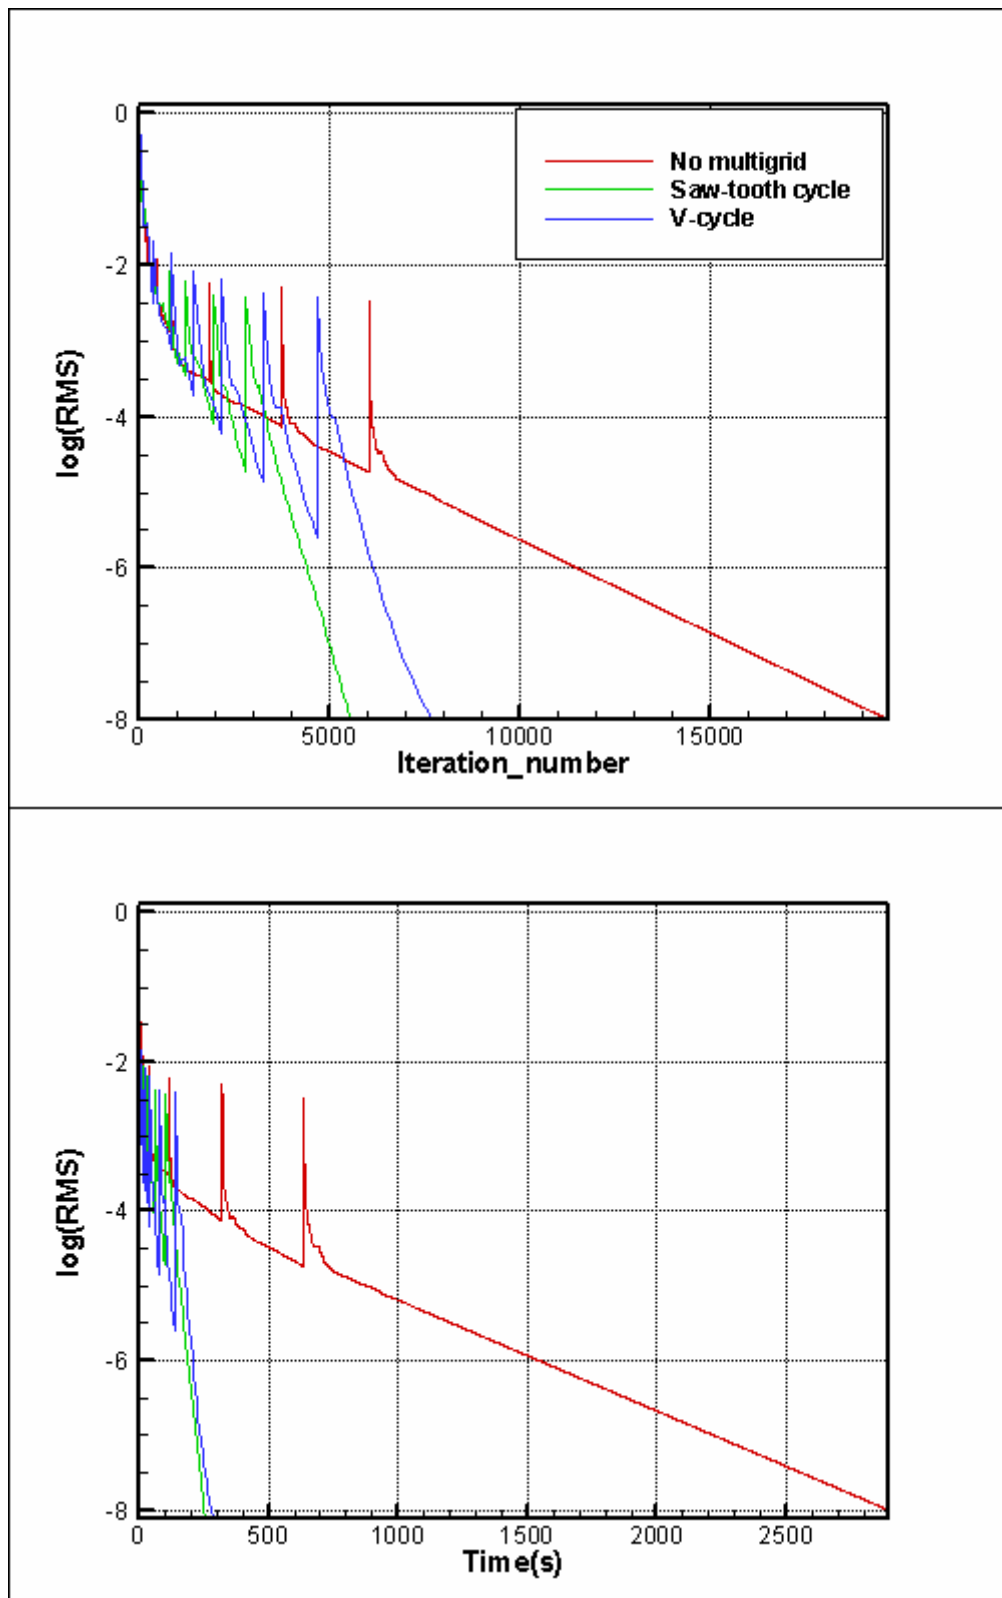 0
No multigrid
Saw-tooth cycle
V-cycle
-2
log(RMS)
-4
-6
-8
0 5000 10000 15000
Iteration_number
0
-2
log(RMS)
-4
-6
-8
0 500 1000 1500 2000 2500
Time(s)